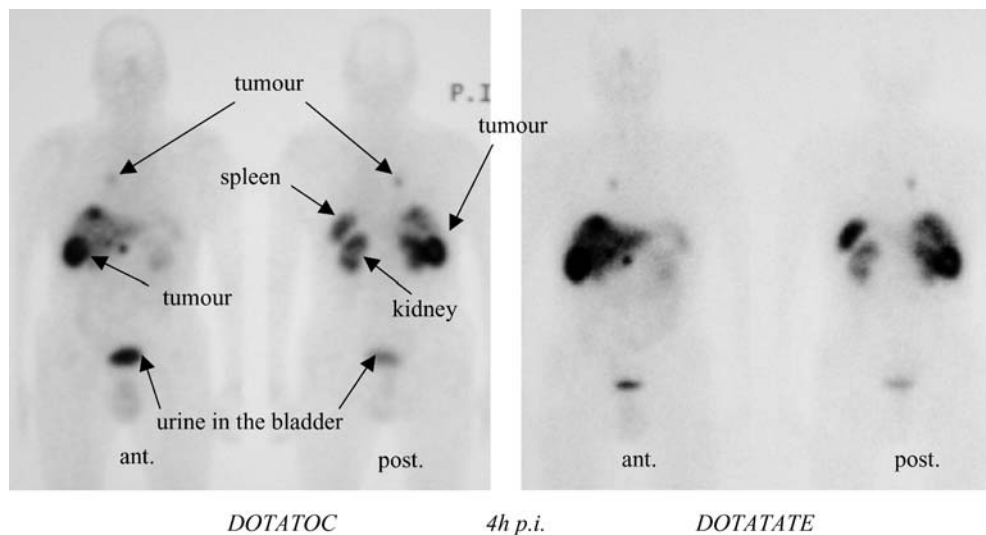 tumour
P.I
tumour
spleen
tumour
kidney
urine in the bladder
ant.
post.
ant.
post.
DOTATOC 4h p.i. DOTATATE